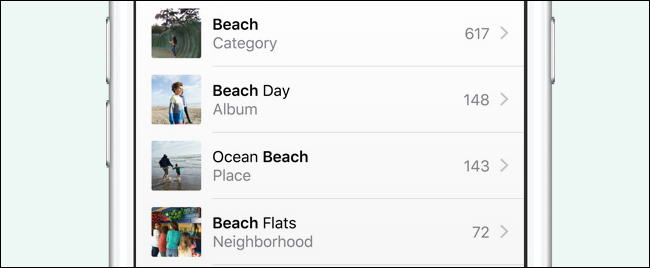 Beach
Category
617
Beach Day
Album
148
Ocean Beach
Place
143
Beach Flats
Neighborhood
72